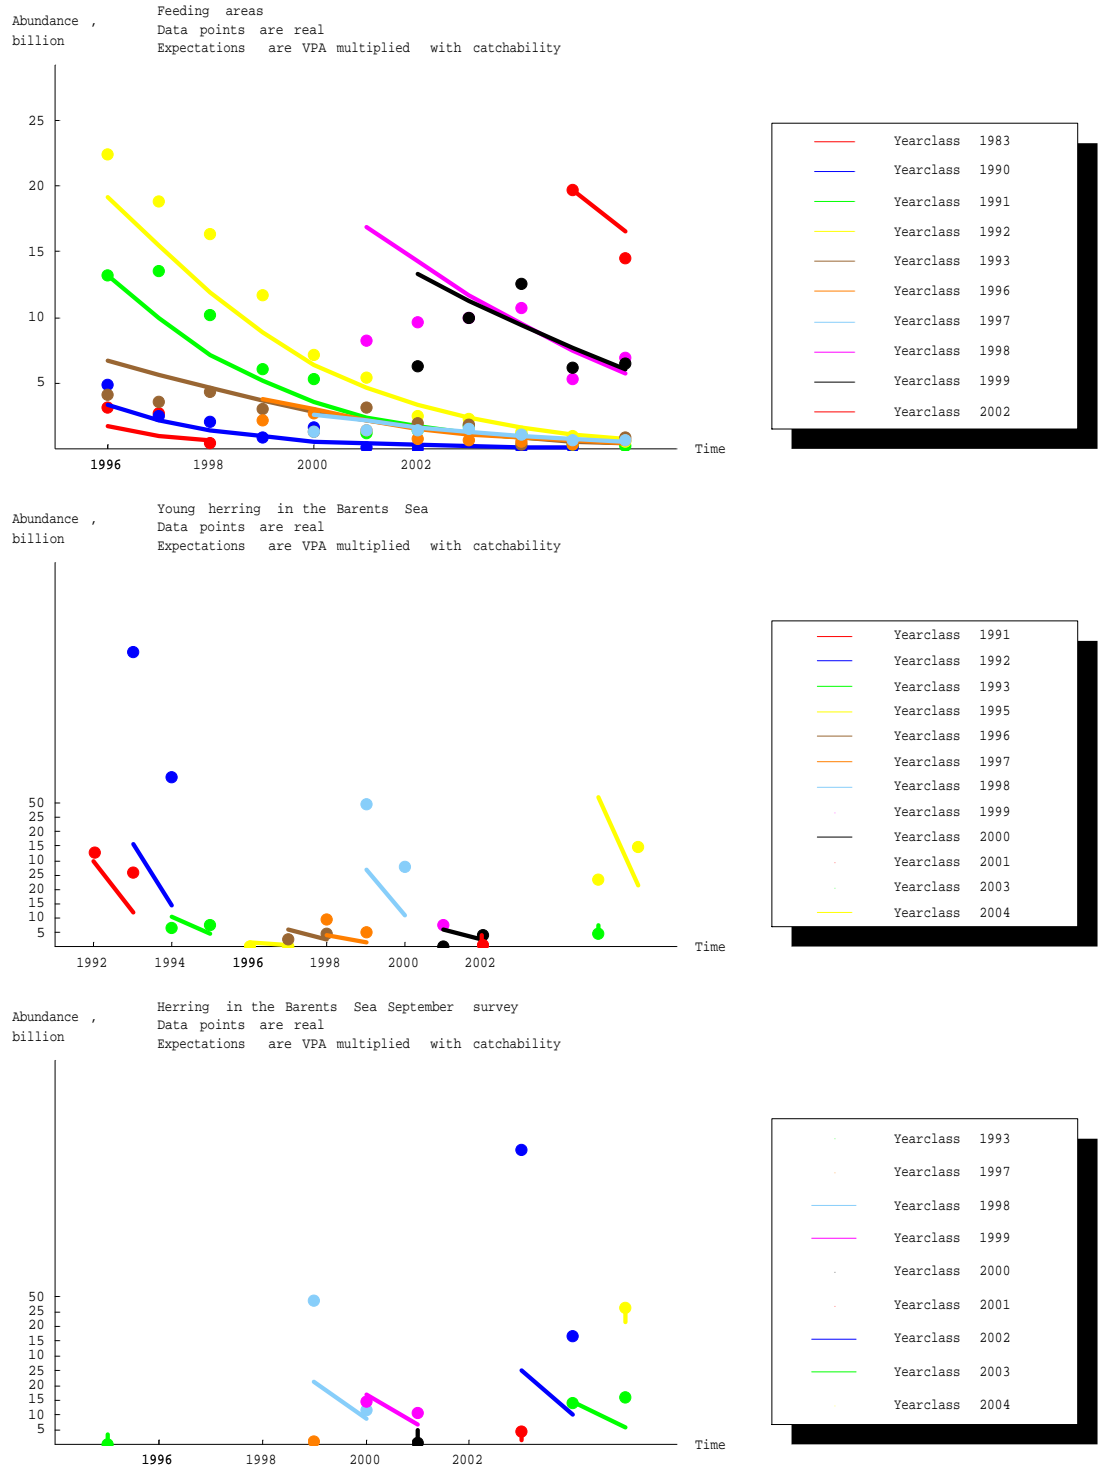 Feeding areas
Abundance ,
billion
Data points are real
Expectations are VPA multiplied with catchability
25
20
15
10
5
1996
1998
2000
2002
Time
Yearclass 1983
Yearclass 1990
Yearclass 1991
Yearclass 1992
Yearclass 1993
Yearclass 1996
Yearclass 1997
Yearclass 1998
Yearclass 1999
Yearclass 2002
Young herring in the Barents Sea
Abundance ,
billion
Data points are real
Expectations are VPA multiplied with catchability
50
25
20
15
10
25
20
15
10
5
1992
1994
1996
1998
2000
2002
Time
Yearclass 1991
Yearclass 1992
Yearclass 1993
Yearclass 1995
Yearclass 1996
Yearclass 1997
Yearclass 1998
Yearclass 1999
Yearclass 2000
Yearclass 2001
Yearclass 2003
Yearclass 2004
Herring in the Barents Sea September survey
Abundance ,
billion
Data points are real
Expectations are VPA multiplied with catchability
50
25
20
15
10
25
20
15
10
5
1996
1998
2000
2002
Time
Yearclass 1993
Yearclass 1997
Yearclass 1998
Yearclass 1999
Yearclass 2000
Yearclass 2001
Yearclass 2002
Yearclass 2003
Yearclass 2004